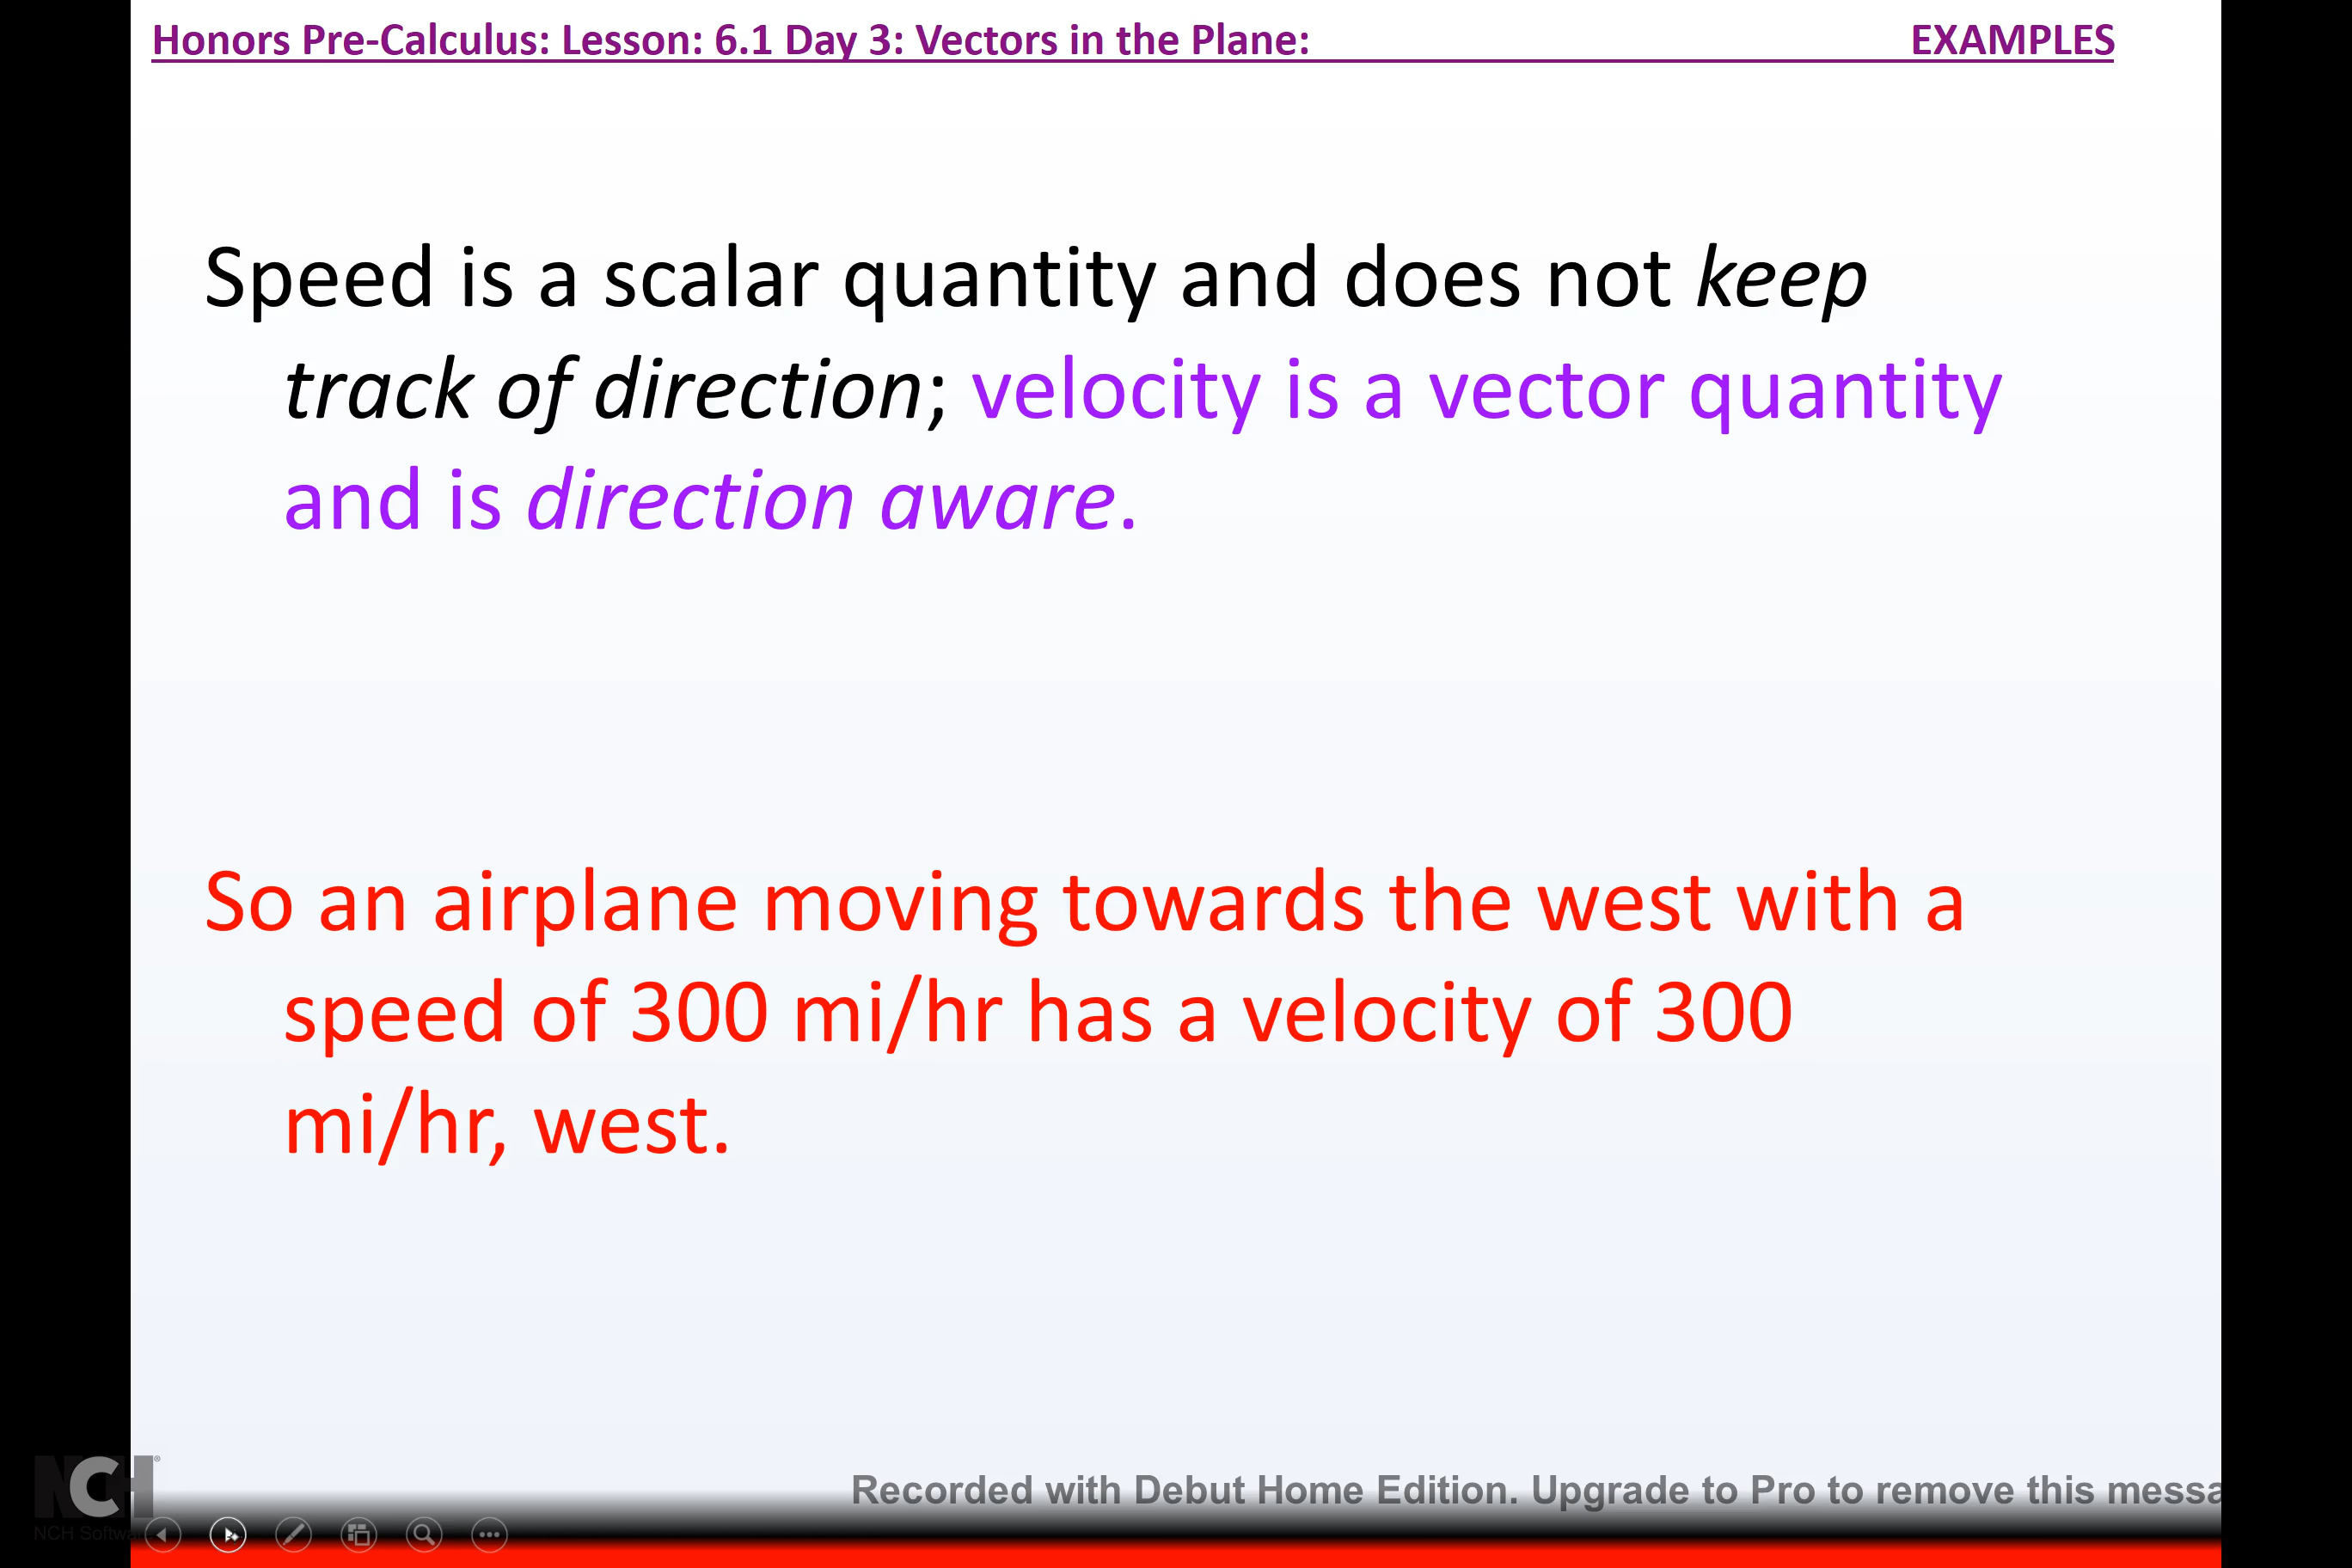 Honors Pre-Calculus: Lesson: 6.1 Day 3: Vectors in the Plane: EXAMPLES
Speed is a scalar quantity and does not keep
track of direction; velocity is a vector quantity
and is direction aware.
So an airplane moving towards the west with a
speed of 300 mi/hr has a velocity of 300
mi/hr, west.
NCH®
Recorded with Debut Home Edition. Upgrade to Pro to remove this messa
NCH Softwa